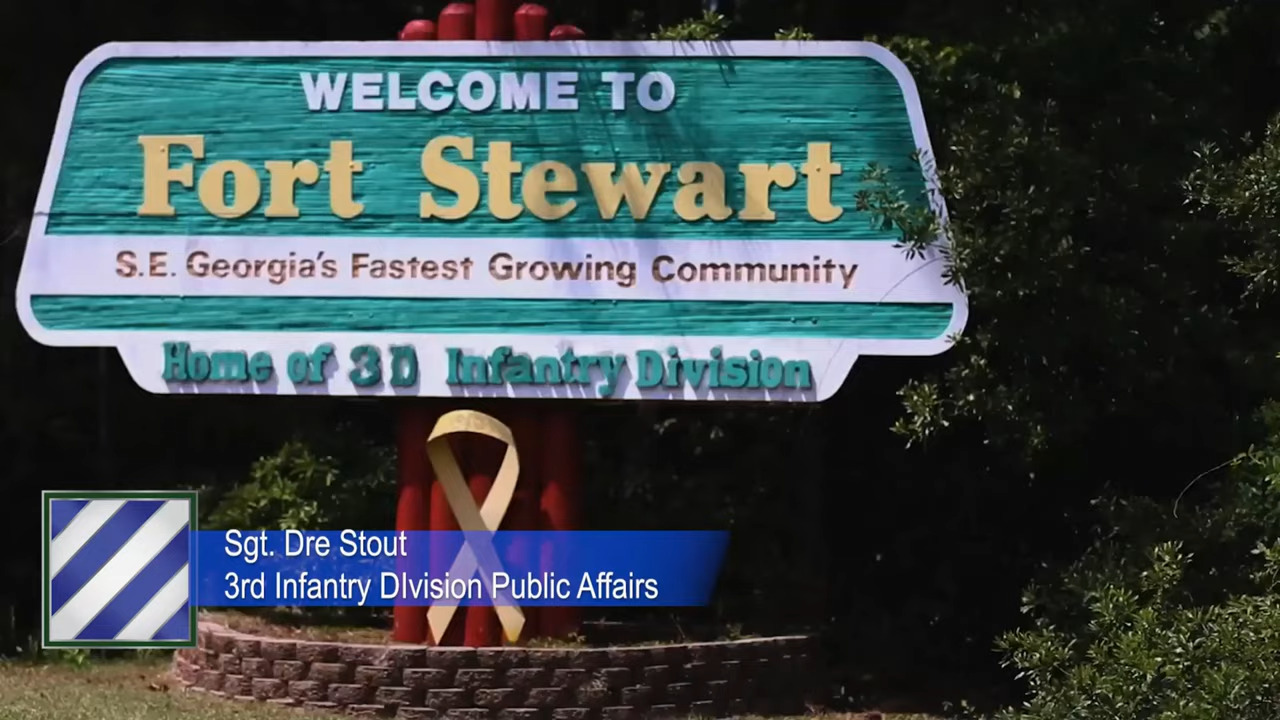 WELCOME TO
Fort Stewart
S.E. Georgia's Fastest Growing Community
Home of 3D Infantry Division
Sgt. Dre Stout
3rd Infantry DIvision Public Affairs